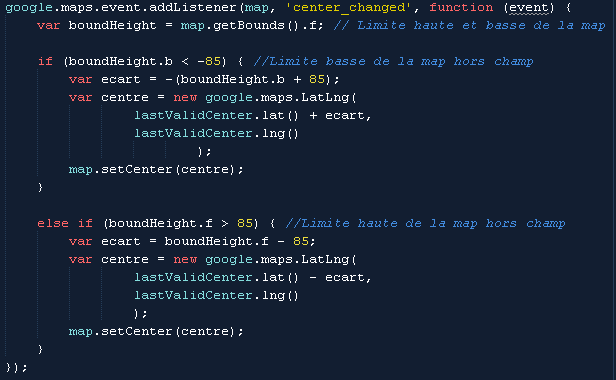 google.maps.event.addListener(map, 'center_changed', function (event) {
    var boundHeight = map.getBounds().f; // Limite haute et basse de la map

    if (boundHeight.b < -85) { //Limite basse de la map hors champ
        var ecart = -(boundHeight.b + 85);
        var centre = new google.maps.LatLng(
                lastValidCenter.lat() + ecart,
                lastValidCenter.lng()
                        );
        map.setCenter(centre);
    }

    else if (boundHeight.f > 85) { //Limite haute de la map hors champ
        var ecart = boundHeight.f - 85;
        var centre = new google.maps.LatLng(
                lastValidCenter.lat() - ecart,
                lastValidCenter.lng()
                );
        map.setCenter(centre);
    }
});